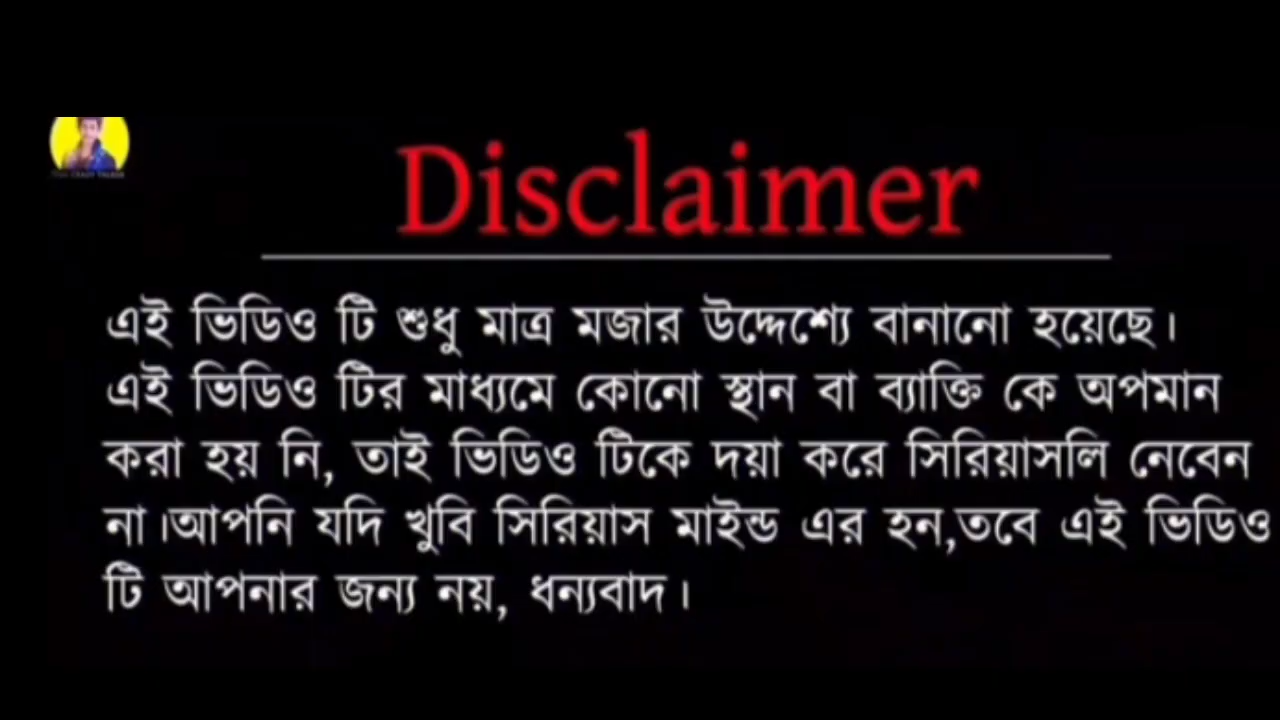 Disclaimer
এই ভিডিও টি শুধু মাত্র মজার উদ্দেশ্যে বানানো হয়েছে।
এই ভিডিও টির মাধ্যমে কোনো স্থান বা ব্যাক্তি কে অপমান
করা হয় নি, তাই ভিডিও টিকে দয়া করে সিরিয়াসলি নেবেন
না।আপনি যদি খুবি সিরিয়াস মাইন্ড এর হন,তবে এই ভিডিও
টি আপনার জন্য নয়, ধন্যবাদ।